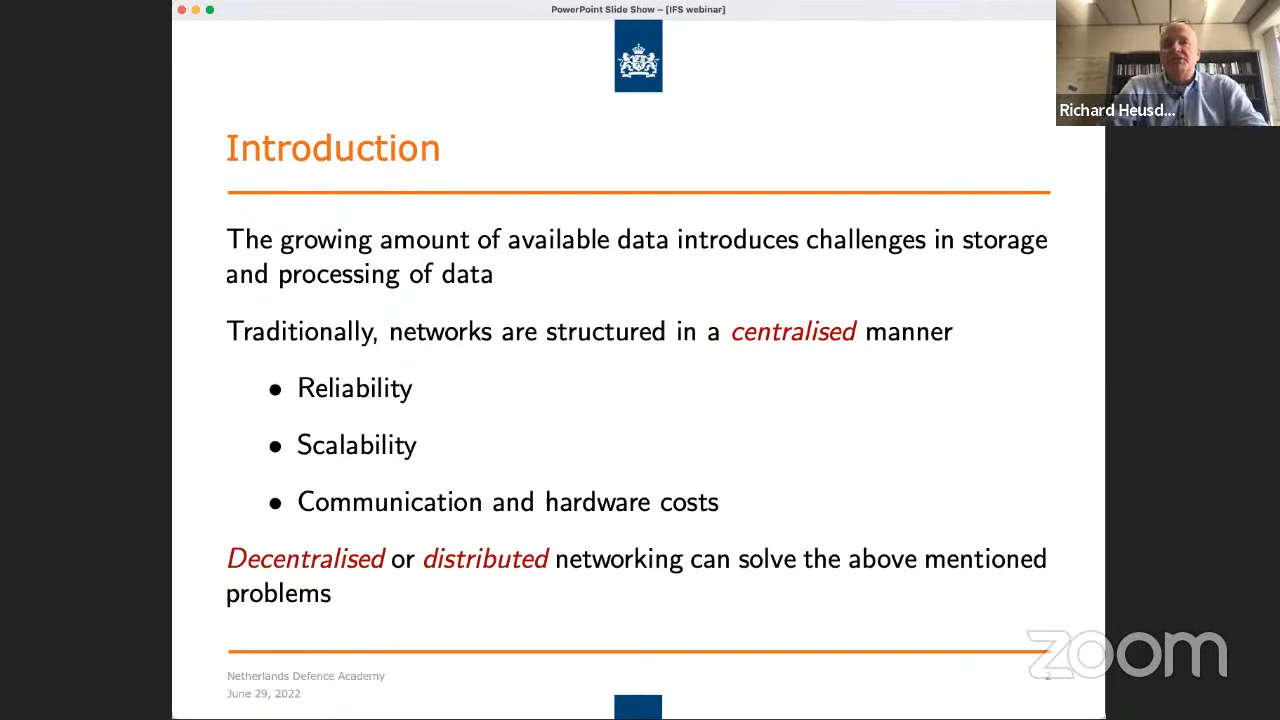 PowerPoint Slide Show – [IFS webinar]
Richard Heusd...
Introduction
The growing amount of available data introduces challenges in storage
and processing of data
Traditionally, networks are structured in a centralised manner
• Reliability
• Scalability
• Communication and hardware costs
Decentralised or distributed networking can solve the above mentioned
problems
Netherlands Defence Academy
June 29, 2022
2
zoom